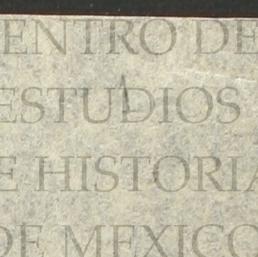 ENTRO DE
ESTUDIOS
E HISTORIA
DE MEXICO